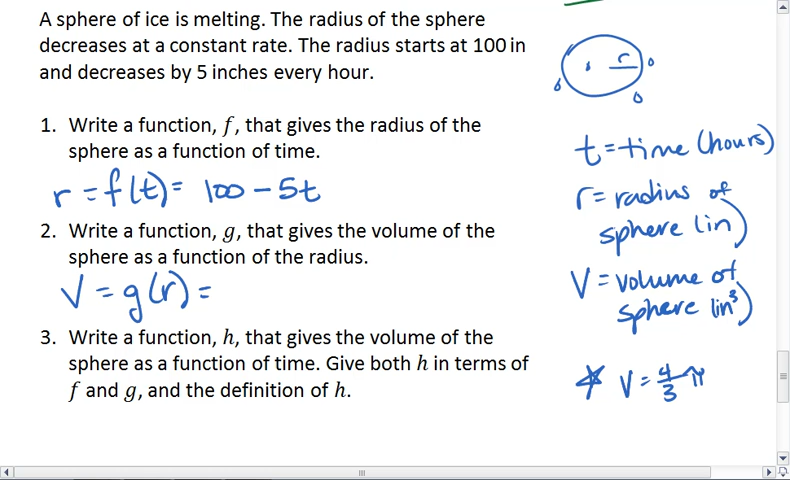 A sphere of ice is melting. The radius of the sphere
decreases at a constant rate. The radius starts at 100 in
and decreases by 5 inches every hour.
r
1. Write a function, f, that gives the radius of the
sphere as a function of time.
r = f(t) = 100 - 5t
2. Write a function, g, that gives the volume of the
sphere as a function of the radius.
V = g(r) =
3. Write a function, h, that gives the volume of the
sphere as a function of time. Give both h in terms of
f and g, and the definition of h.
t = time (hours)
r = radius of
sphere (in)
V = volume of
sphere (in³)
* V = 4/3 π